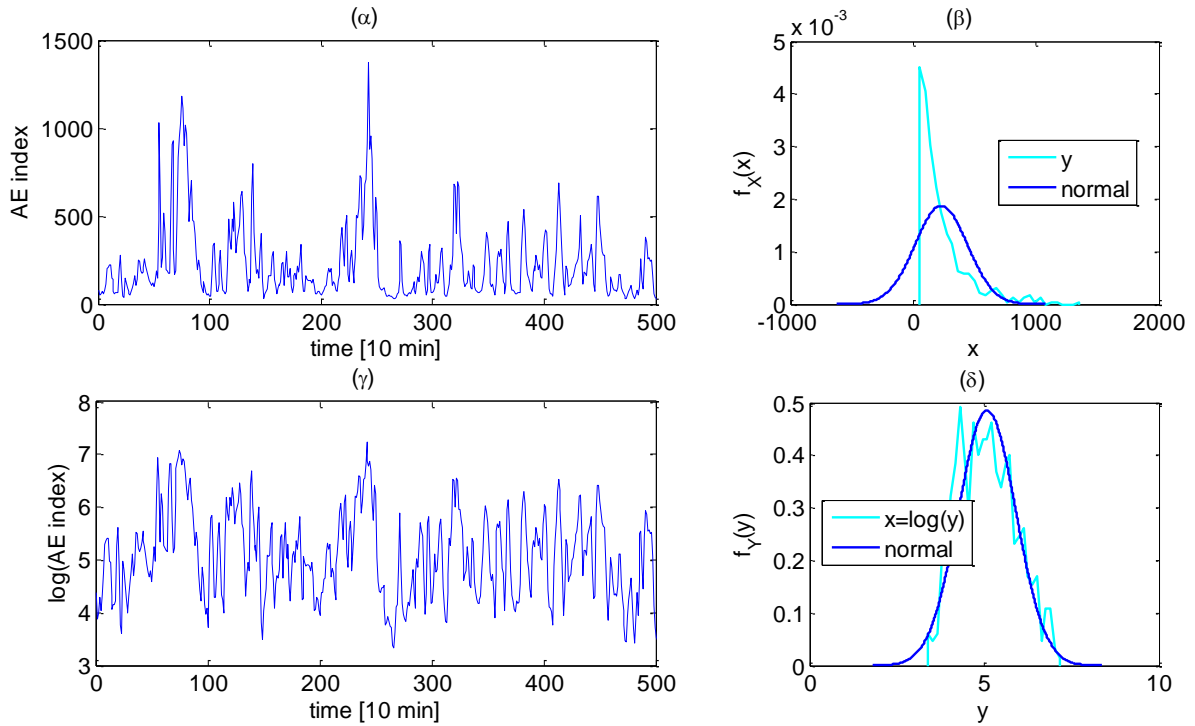 (α)
1500
1000
500
0
AE index
0 100 200 300 400 500
time [10 min]
(β)
x 10^-3
5
4
3
2
1
0
f_X(x)
y
normal
-1000 0 1000 2000
x
(γ)
8
7
6
5
4
3
log(AE index)
0 100 200 300 400 500
time [10 min]
(δ)
0.5
0.4
0.3
0.2
0.1
0
f_Y(y)
x=log(y)
normal
0 5 10
y